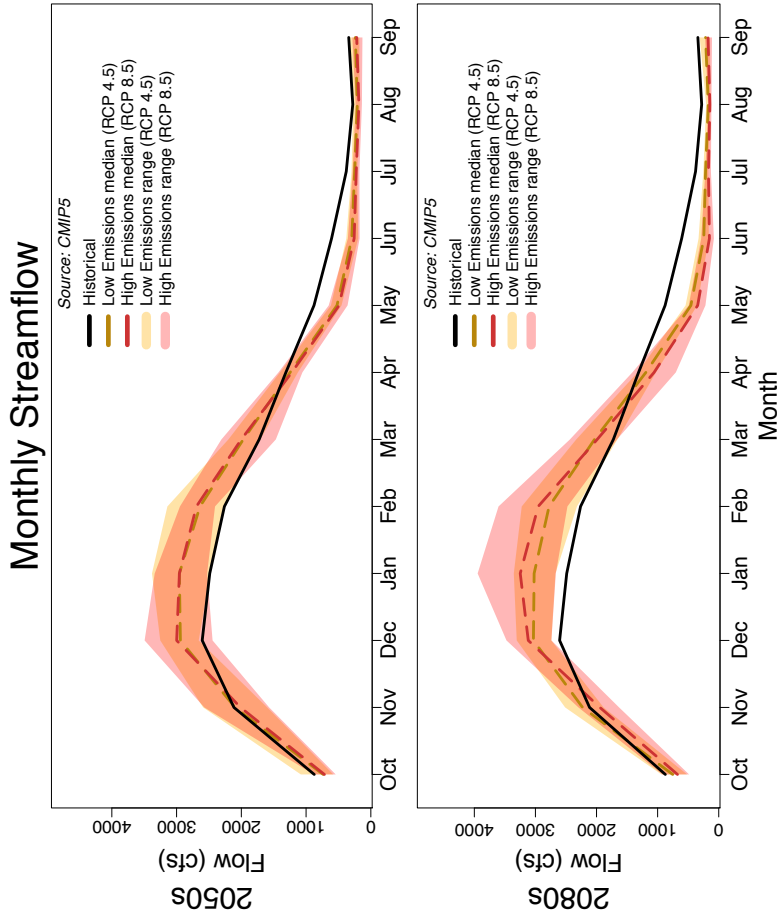 Monthly Streamflow
2050s
Flow (cfs)
0
1000
2000
3000
4000
Source: CMIP5
Historical
Low Emissions median (RCP 4.5)
High Emissions median (RCP 8.5)
Low Emissions range (RCP 4.5)
High Emissions range (RCP 8.5)
Oct Nov Dec Jan Feb Mar Apr May Jun Jul Aug Sep
2080s
Flow (cfs)
0
1000
2000
3000
4000
Source: CMIP5
Historical
Low Emissions median (RCP 4.5)
High Emissions median (RCP 8.5)
Low Emissions range (RCP 4.5)
High Emissions range (RCP 8.5)
Oct Nov Dec Jan Feb Mar Apr May Jun Jul Aug Sep
Month